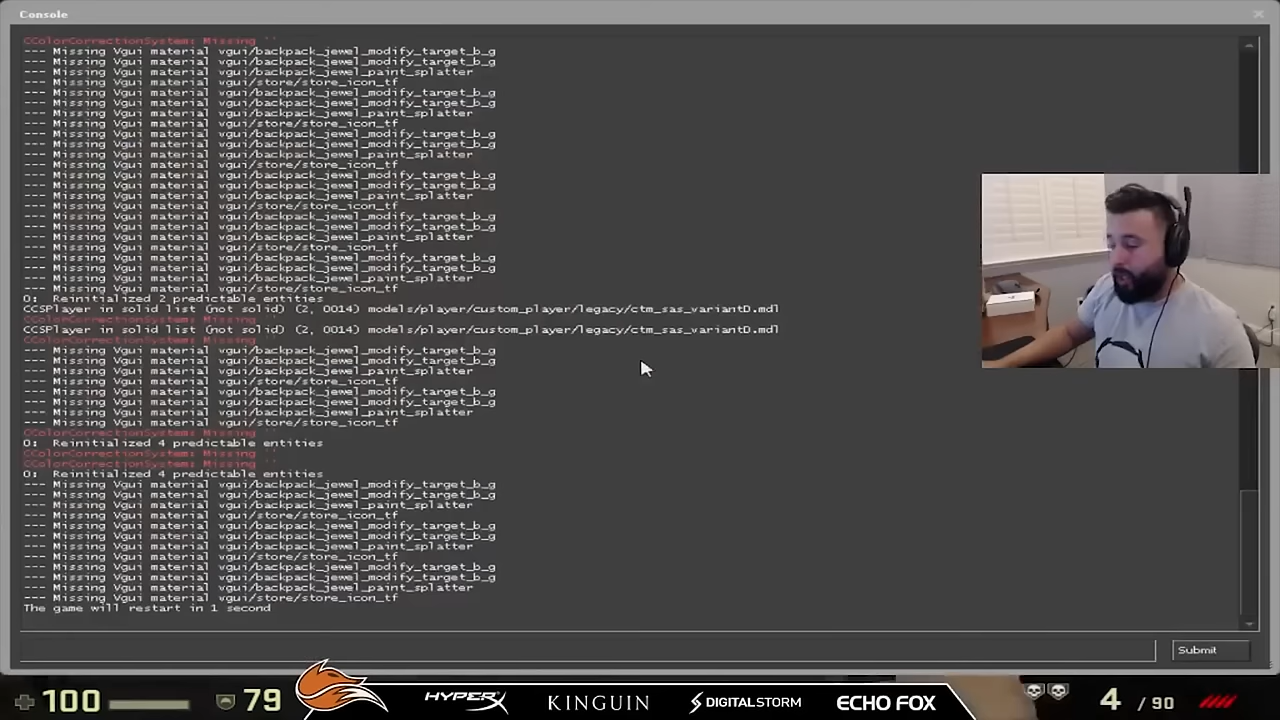 Console
CColorCorrectionSystem: Missing ''
--- Missing Vgui material vgui/backpack_jewel_modify_target_b_g
--- Missing Vgui material vgui/backpack_jewel_modify_target_b_g
--- Missing Vgui material vgui/backpack_jewel_paint_splatter
--- Missing Vgui material vgui/store/store_icon_tf
--- Missing Vgui material vgui/backpack_jewel_modify_target_b_g
--- Missing Vgui material vgui/backpack_jewel_modify_target_b_g
--- Missing Vgui material vgui/backpack_jewel_paint_splatter
--- Missing Vgui material vgui/store/store_icon_tf
--- Missing Vgui material vgui/backpack_jewel_modify_target_b_g
--- Missing Vgui material vgui/backpack_jewel_modify_target_b_g
--- Missing Vgui material vgui/backpack_jewel_paint_splatter
--- Missing Vgui material vgui/store/store_icon_tf
--- Missing Vgui material vgui/backpack_jewel_modify_target_b_g
--- Missing Vgui material vgui/backpack_jewel_modify_target_b_g
--- Missing Vgui material vgui/backpack_jewel_paint_splatter
--- Missing Vgui material vgui/store/store_icon_tf
--- Missing Vgui material vgui/backpack_jewel_modify_target_b_g
--- Missing Vgui material vgui/backpack_jewel_modify_target_b_g
--- Missing Vgui material vgui/backpack_jewel_paint_splatter
--- Missing Vgui material vgui/store/store_icon_tf
--- Missing Vgui material vgui/backpack_jewel_modify_target_b_g
--- Missing Vgui material vgui/backpack_jewel_modify_target_b_g
--- Missing Vgui material vgui/backpack_jewel_paint_splatter
--- Missing Vgui material vgui/store/store_icon_tf
0: Reinitialized 2 predictable entities
CCSPlayer in solid list (not solid) (2, 0014) models/player/custom_player/legacy/ctm_sas_variantD.mdl
CColorCorrectionSystem: Missing ''
CCSPlayer in solid list (not solid) (2, 0014) models/player/custom_player/legacy/ctm_sas_variantD.mdl
CColorCorrectionSystem: Missing ''
--- Missing Vgui material vgui/backpack_jewel_modify_target_b_g
--- Missing Vgui material vgui/backpack_jewel_modify_target_b_g
--- Missing Vgui material vgui/backpack_jewel_paint_splatter
--- Missing Vgui material vgui/store/store_icon_tf
--- Missing Vgui material vgui/backpack_jewel_modify_target_b_g
--- Missing Vgui material vgui/backpack_jewel_modify_target_b_g
--- Missing Vgui material vgui/backpack_jewel_paint_splatter
--- Missing Vgui material vgui/store/store_icon_tf
CColorCorrectionSystem: Missing ''
0: Reinitialized 4 predictable entities
CColorCorrectionSystem: Missing ''
CColorCorrectionSystem: Missing ''
0: Reinitialized 4 predictable entities
--- Missing Vgui material vgui/backpack_jewel_modify_target_b_g
--- Missing Vgui material vgui/backpack_jewel_modify_target_b_g
--- Missing Vgui material vgui/backpack_jewel_paint_splatter
--- Missing Vgui material vgui/store/store_icon_tf
--- Missing Vgui material vgui/backpack_jewel_modify_target_b_g
--- Missing Vgui material vgui/backpack_jewel_modify_target_b_g
--- Missing Vgui material vgui/backpack_jewel_paint_splatter
--- Missing Vgui material vgui/store/store_icon_tf
--- Missing Vgui material vgui/backpack_jewel_modify_target_b_g
--- Missing Vgui material vgui/backpack_jewel_modify_target_b_g
--- Missing Vgui material vgui/backpack_jewel_paint_splatter
--- Missing Vgui material vgui/store/store_icon_tf
The game will restart in 1 second
Submit
100 79 HYPERX KINGUIN DIGITALSTORM ECHO FOX 4 / 90